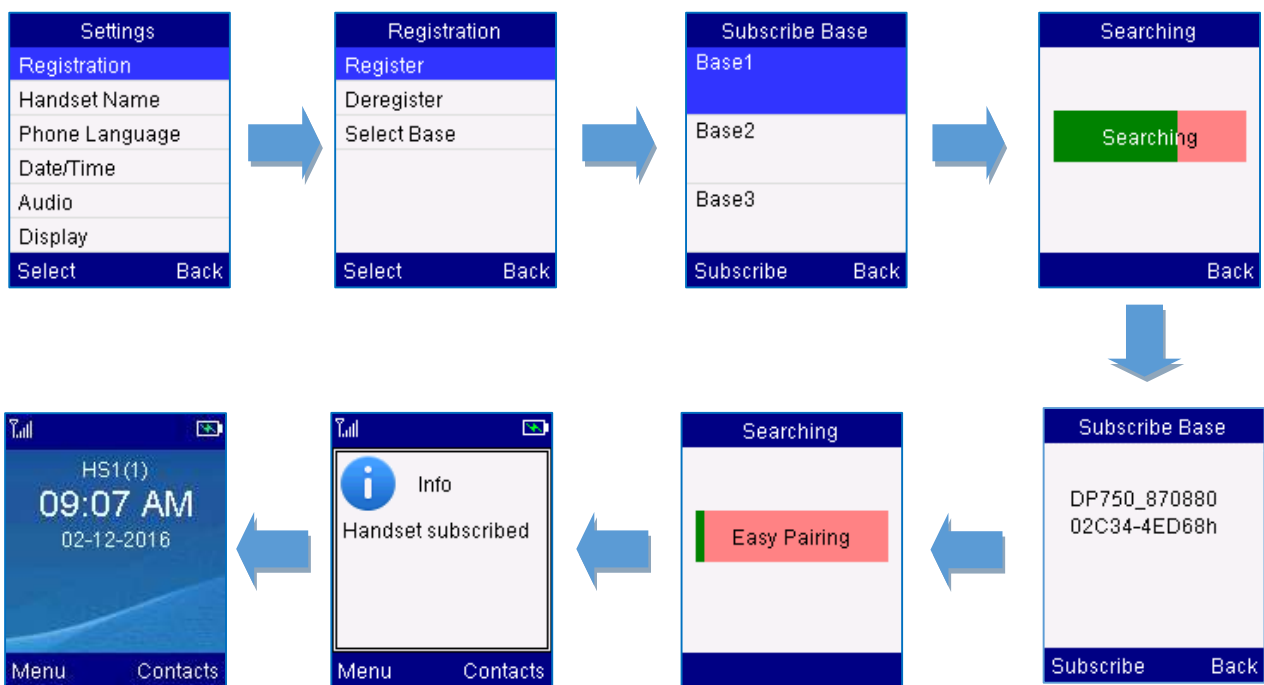 Settings
Registration
Handset Name
Phone Language
Date/Time
Audio
Display
Select Back
Registration
Register
Deregister
Select Base
Select Back
Subscribe Base
Base1
Base2
Base3
Subscribe Back
Searching
Searching
Back
Subscribe Base
DP750_870880
02C34-4ED68h
Subscribe Back
Searching
Easy Pairing
Info
Handset subscribed
Menu Contacts
HS1(1)
09:07 AM
02-12-2016
Menu Contacts